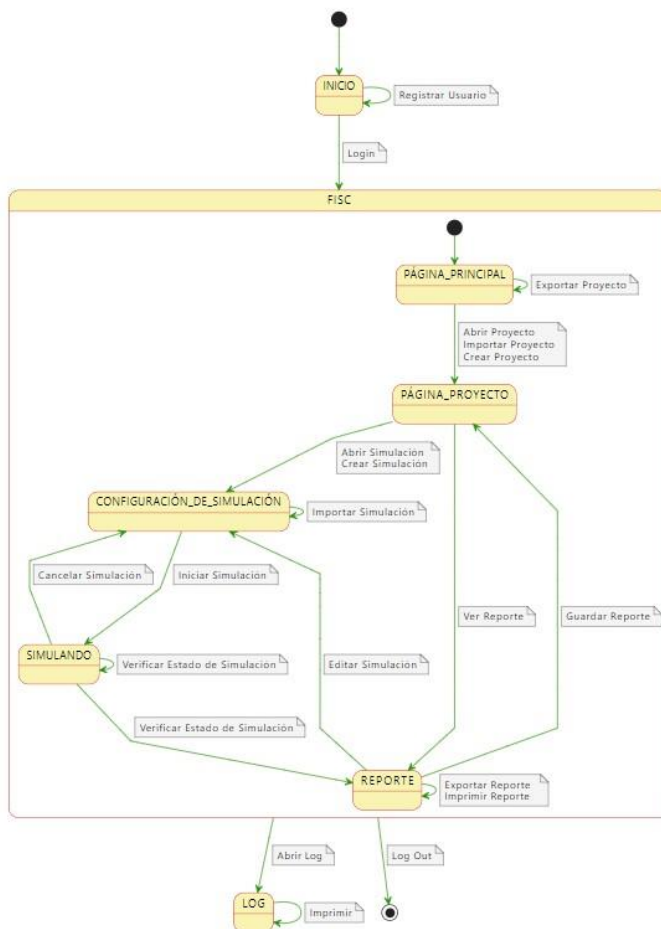 INICIO
Registrar Usuario
Login
FISC
PÁGINA_PRINCIPAL
Exportar Proyecto
Abrir Proyecto
Importar Proyecto
Crear Proyecto
PÁGINA_PROYECTO
Abrir Simulación
Crear Simulación
CONFIGURACIÓN_DE_SIMULACIÓN
Importar Simulación
Cancelar Simulación
Iniciar Simulación
Ver Reporte
Guardar Reporte
SIMULANDO
Verificar Estado de Simulación
Editar Simulación
Verificar Estado de Simulación
REPORTE
Exportar Reporte
Imprimir Reporte
Abrir Log
Log Out
LOG
Imprimir